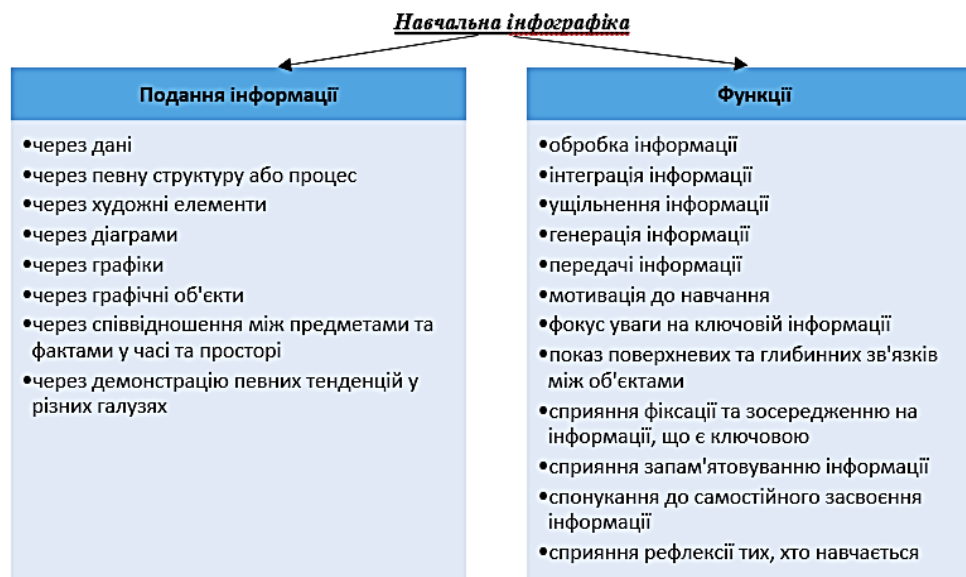 Навчальна інфографіка
Подання інформації
•через дані
•через певну структуру або процес
•через художні елементи
•через діаграми
•через графіки
•через графічні об'єкти
•через співвідношення між предметами та
фактами у часі та просторі
•через демонстрацію певних тенденцій у
різних галузях
Функції
•обробка інформації
•інтеграція інформації
•ущільнення інформації
•генерація інформації
•передачі інформації
•мотивація до навчання
•фокус уваги на ключовій інформації
•показ поверхневих та глибинних зв'язків
між об'єктами
•сприяння фіксації та зосередженню на
інформації, що є ключовою
•сприяння запам'ятовуванню інформації
•спонукання до самостійного засвоєння
інформації
•сприяння рефлексії тих, хто навчається